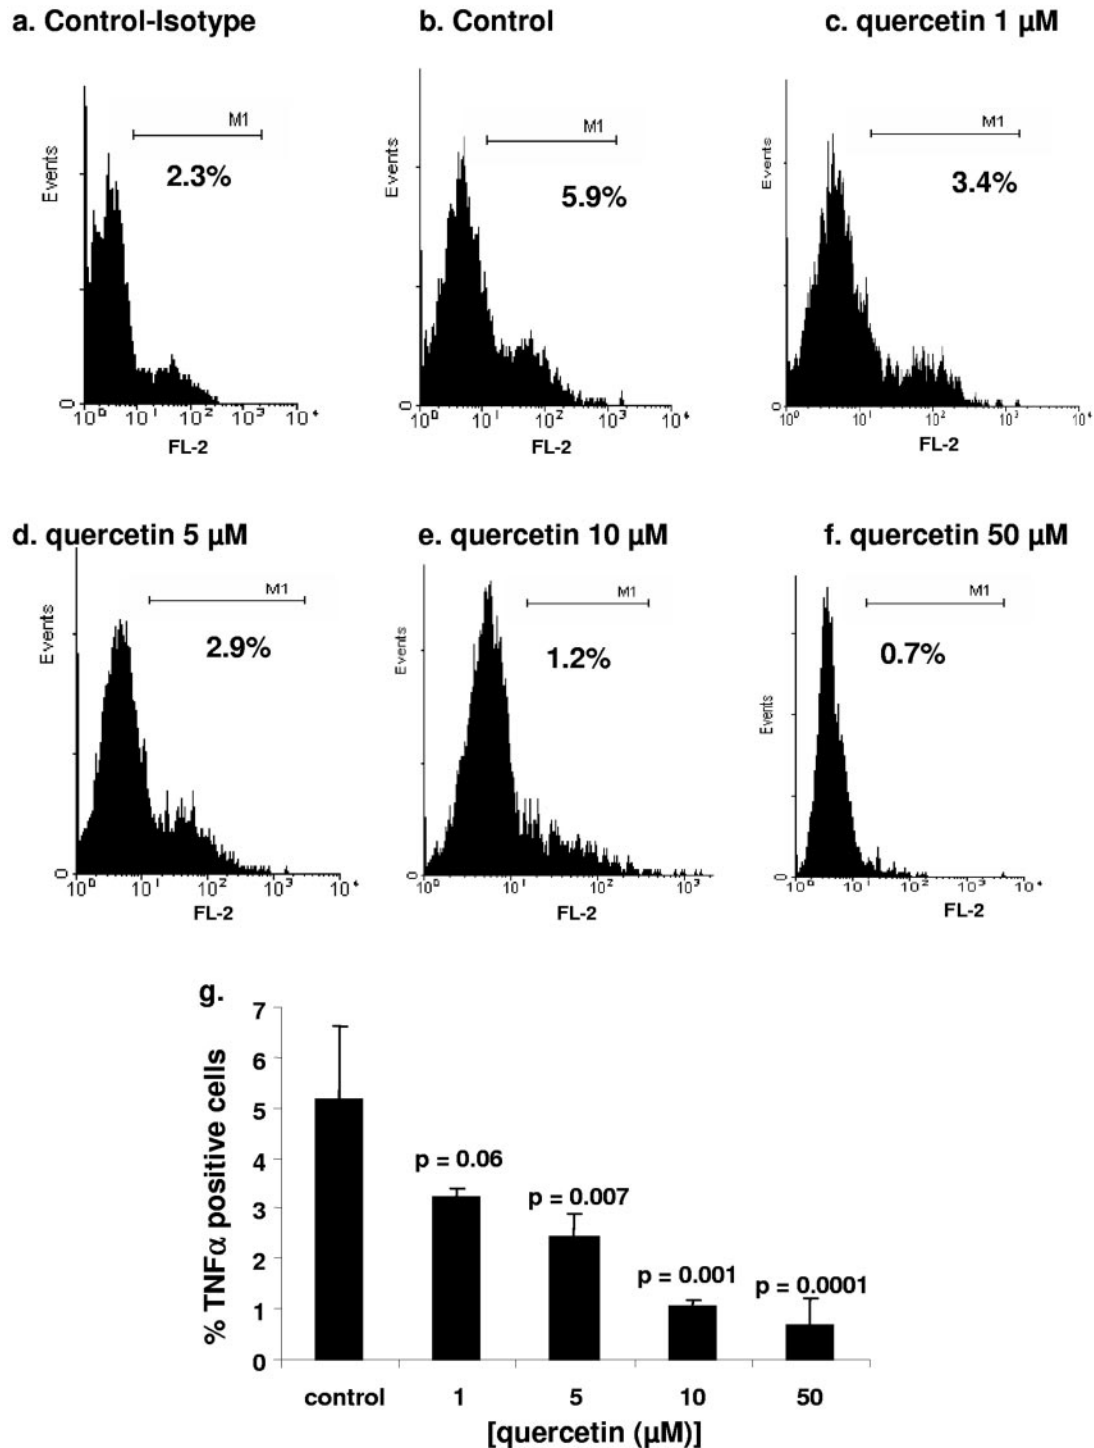 a. Control-Isotype
b. Control
c. quercetin 1 μM
M1
2.3%
Events
0
10⁰ 10¹ 10² 10³ 10⁴
FL-2
M1
5.9%
Events
0
10⁰ 10¹ 10² 10³ 10⁴
FL-2
M1
3.4%
Events
0
10⁰ 10¹ 10² 10³ 10⁴
FL-2
d. quercetin 5 μM
e. quercetin 10 μM
f. quercetin 50 μM
M1
2.9%
Events
0
10⁰ 10¹ 10² 10³ 10⁴
FL-2
M1
1.2%
Events
0
10⁰ 10¹ 10² 10³
FL-2
M1
0.7%
Events
0
10⁰ 10¹ 10² 10³ 10⁴
FL-2
g.
% TNFα positive cells
7
6
5
4
3
2
1
0
p = 0.06
p = 0.007
p = 0.001
p = 0.0001
control 1 5 10 50
[quercetin (μM)]